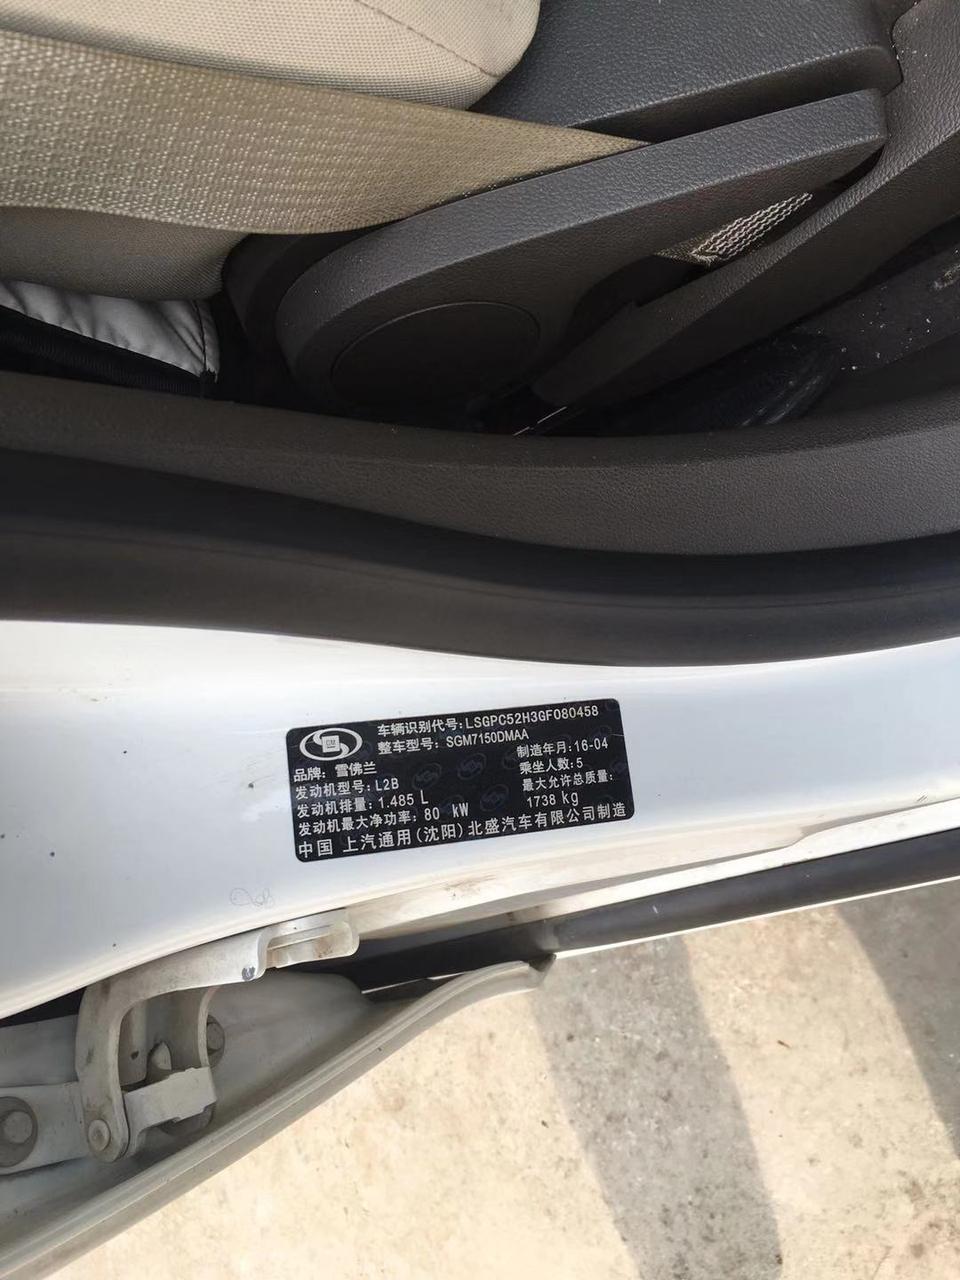 车辆识别代号:LSGPC52H3GF080458
整车型号: SGM7150DMAA
GM
品牌: 雪佛兰 制造年月:16-04
发动机型号: L2B 乘坐人数:5
发动机排量: 1.485 L 最大允许总质量:
发动机最大净功率: 80 kW 1738 kg
中国 上汽通用(沈阳)北盛汽车有限公司制造